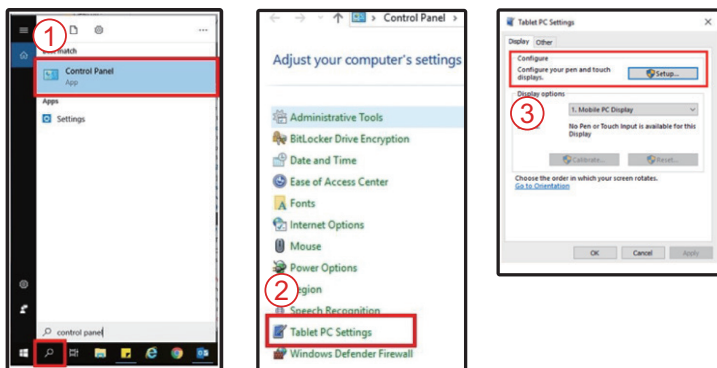 1
Best match
Control Panel
App
Apps
Settings
control panel
Control Panel
Adjust your computer's settings
Administrative Tools
BitLocker Drive Encryption
Date and Time
Ease of Access Center
Fonts
Internet Options
Mouse
Power Options
Region
2
Speech Recognition
Tablet PC Settings
Windows Defender Firewall
Tablet PC Settings
Display Other
Configure
Configure your pen and touch
displays.
Setup...
Display options
3
1. Mobile PC Display
No Pen or Touch Input is available for this
Display
Calibrate... Reset...
Choose the order in which your screen rotates.
Go to Orientation
OK Cancel Apply